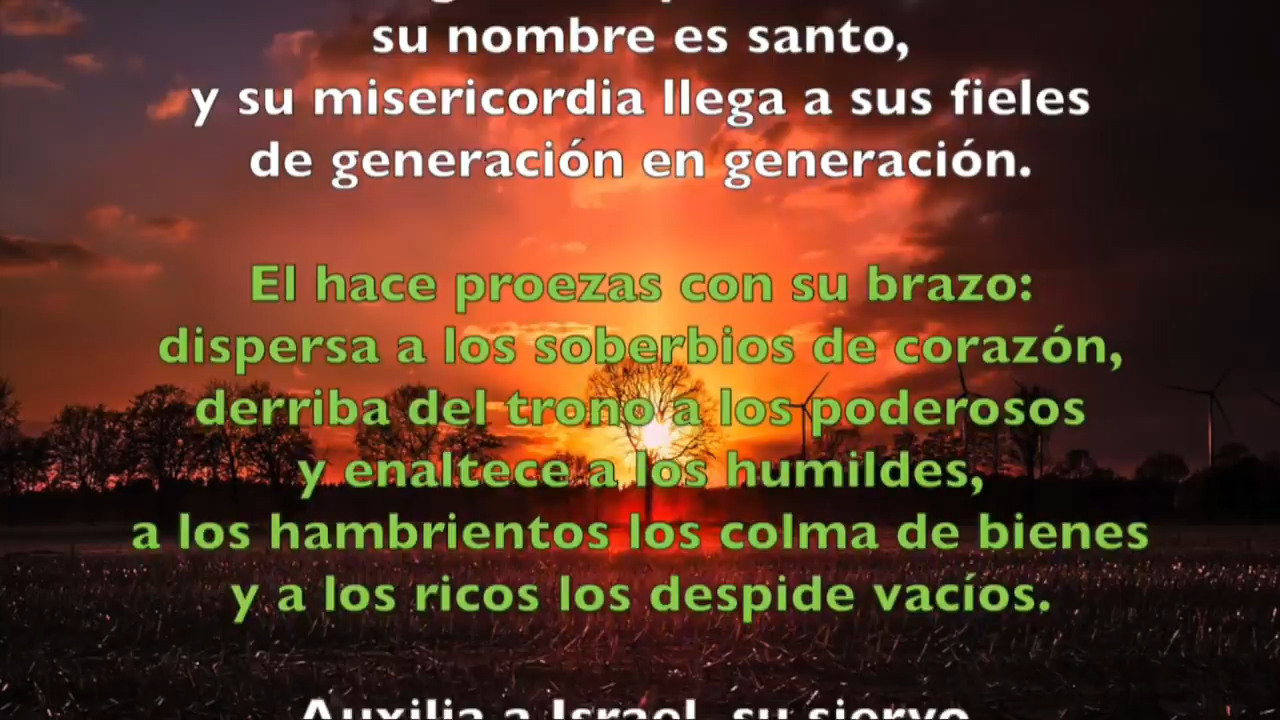 su nombre es santo,
y su misericordia llega a sus fieles
de generación en generación.
El hace proezas con su brazo:
dispersa a los soberbios de corazón,
derriba del trono a los poderosos
y enaltece a los humildes,
a los hambrientos los colma de bienes
y a los ricos los despide vacíos.
Auxilia a Israel, su siervo